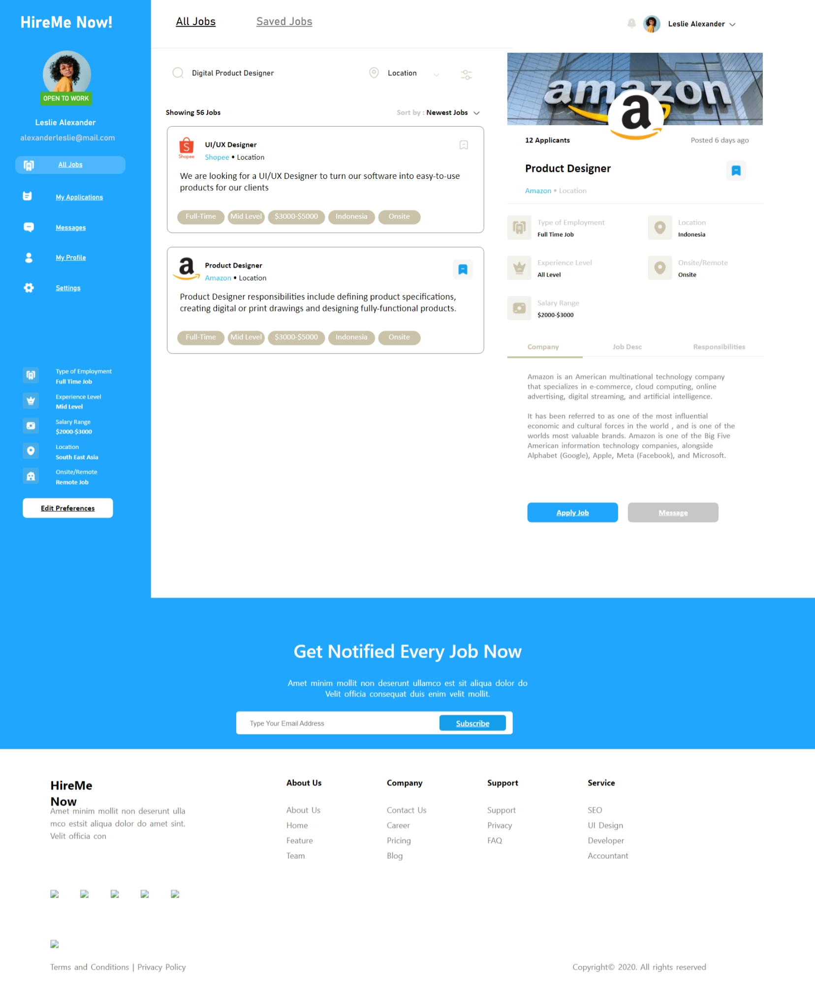 HireMe Now!
OPEN TO WORK
Leslie Alexander
alexanderleslie@mail.com
All Jobs
My Applications
Messages
My Profile
Settings
Type of Employment
Full Time Job
Experience Level
Mid Level
Salary Range
$2000-$3000
Location
South East Asia
Onsite/Remote
Remote Job
Edit Preferences
All Jobs
Saved Jobs
Leslie Alexander
Digital Product Designer
Location
Showing 56 Jobs
Sort by : Newest Jobs
Shopee
UI/UX Designer
Shopee • Location
We are looking for a UI/UX Designer to turn our software into easy-to-use
products for our clients
Full-Time
Mid Level
$3000-$5000
Indonesia
Onsite
Product Designer
Amazon • Location
Product Designer responsibilities include defining product specifications,
creating digital or print drawings and designing fully-functional products.
Full-Time
Mid Level
$3000-$5000
Indonesia
Onsite
amazon
12 Applicants
Posted 6 days ago
Product Designer
Amazon • Location
Type of Employment
Full Time Job
Location
Indonesia
Experience Level
All Level
Onsite/Remote
Onsite
Salary Range
$2000-$3000
Company
Job Desc
Responsibilities
Amazon is an American multinational technology company
that specializes in e-commerce, cloud computing, online
advertising, digital streaming, and artificial intelligence.
It has been referred to as one of the most influential
economic and cultural forces in the world , and is one of the
worlds most valuable brands. Amazon is one of the Big Five
American information technology companies, alongside
Alphabet (Google), Apple, Meta (Facebook), and Microsoft.
Apply Job
Message
Get Notified Every Job Now
Amet minim mollit non deserunt ullamco est sit aliqua dolor do
Velit officia consequat duis enim velit mollit.
Type Your Email Address
Subscribe
HireMe
Now
Amet minim mollit non deserunt ulla
mco estsit aliqua dolor do amet sint.
Velit officia con
About Us
About Us
Home
Feature
Team
Company
Contact Us
Career
Pricing
Blog
Support
Support
Privacy
FAQ
Service
SEO
UI Design
Developer
Accountant
Terms and Conditions | Privacy Policy
Copyright© 2020. All rights reserved